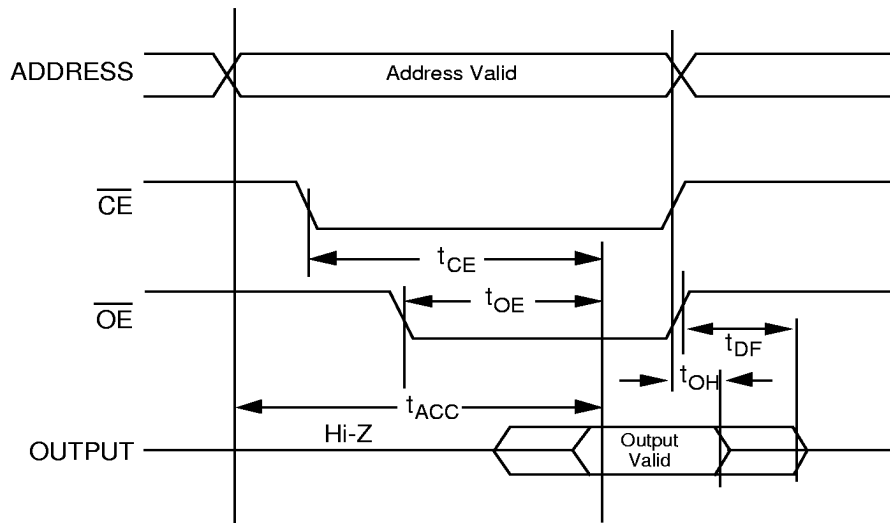 ADDRESS
Address Valid
CE
tCE
OE
tOE
tDF
tOH
tACC
Hi-Z
OUTPUT
Output
Valid